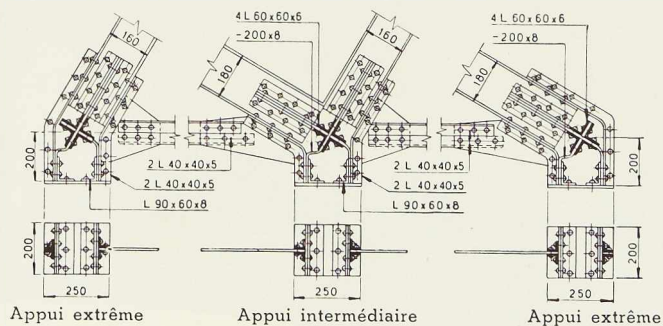 4 L 60x60x6
-200x8
4 L 60x60x6
-200x8
160
180
160
180
200
200
2 L 40x40x5
2 L 40x40x5
L 90x60x8
2 L 40x40x5
2 L 40x40x5
L 90x60x8
200
250
250
200
250
Appui extrême
Appui intermédiaire
Appui extrême